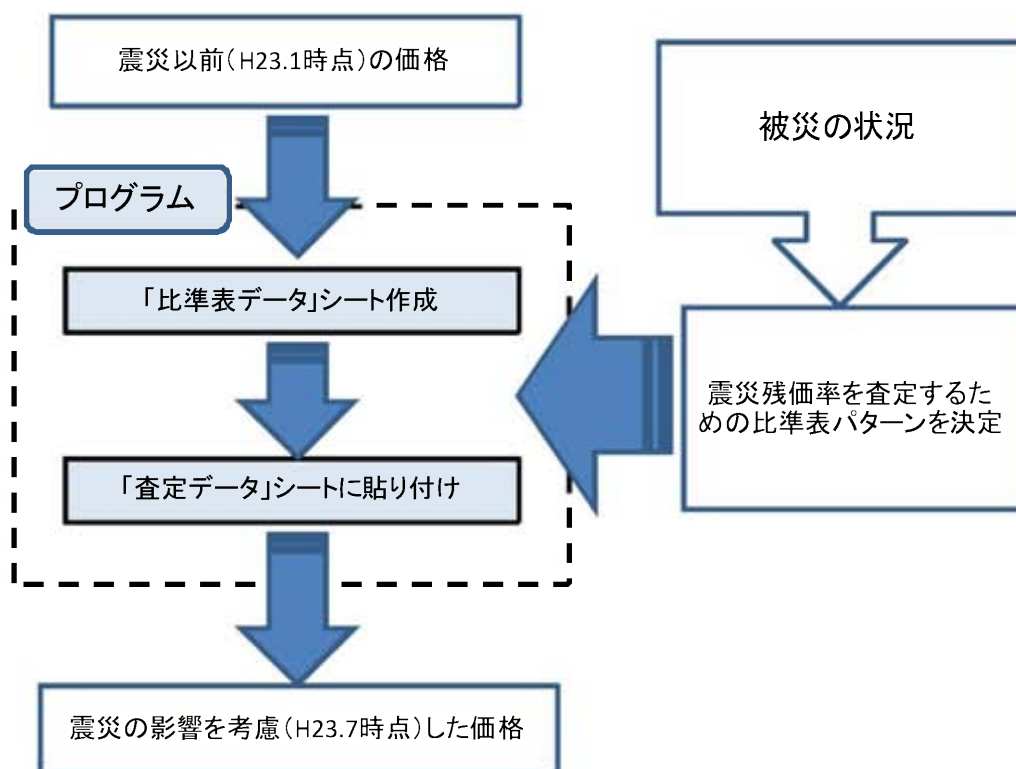 震災以前(H23.1時点)の価格
被災の状況
プログラム
「比準表データ」シート作成
震災残価率を査定するた
めの比準表パターンを決定
「査定データ」シートに貼り付け
震災の影響を考慮(H23.7時点)した価格